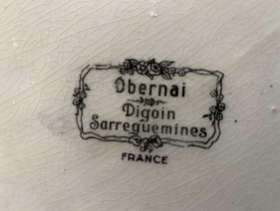 Obernai
Digoin
Sarreguemines
FRANCE